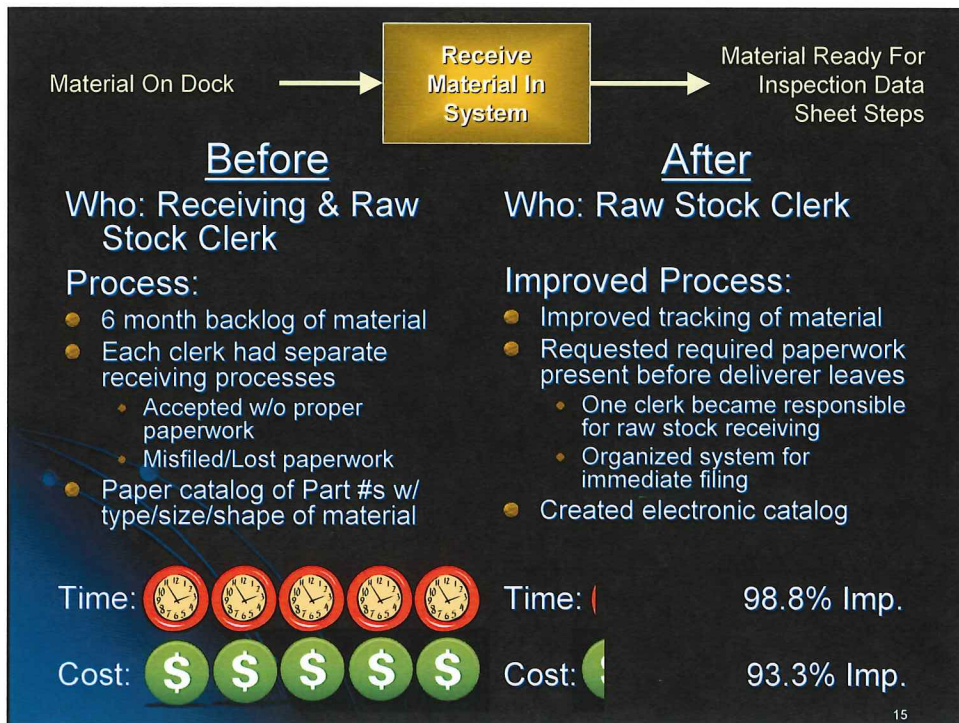 Material On Dock
Receive
Material In
System
Material Ready For
Inspection Data
Sheet Steps
Before
Who: Receiving & Raw
Stock Clerk
Process:
6 month backlog of material
Each clerk had separate
receiving processes
Accepted w/o proper
paperwork
Misfiled/Lost paperwork
Paper catalog of Part #s w/
type/size/shape of material
Time:
Cost: $ $ $ $ $
After
Who: Raw Stock Clerk
Improved Process:
Improved tracking of material
Requested required paperwork
present before deliverer leaves
One clerk became responsible
for raw stock receiving
Organized system for
immediate filing
Created electronic catalog
Time: 98.8% Imp.
Cost: 93.3% Imp.
15